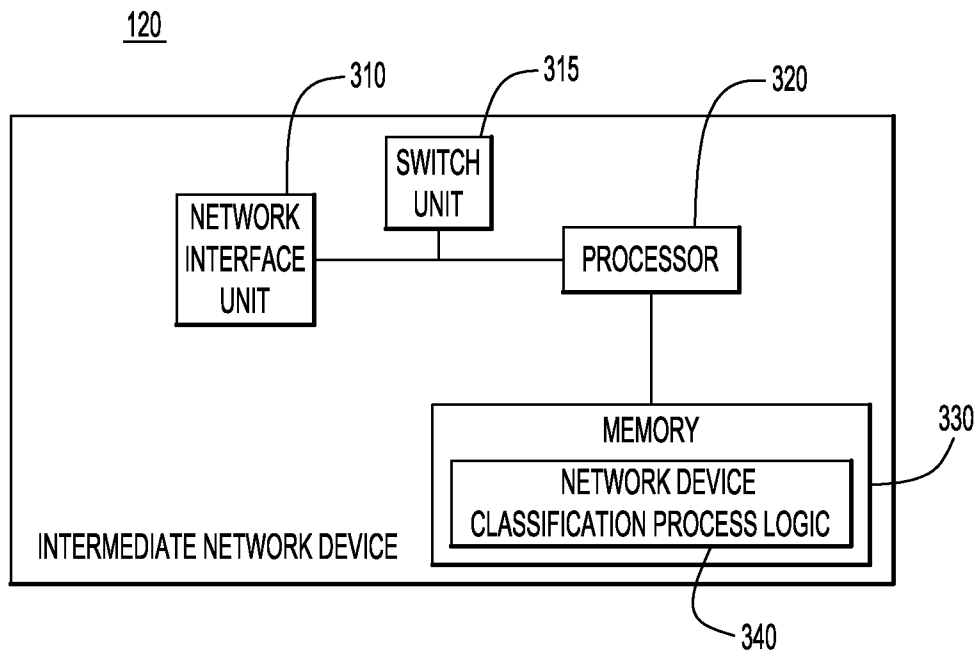 120
310
315
320
SWITCH
UNIT
NETWORK
INTERFACE
UNIT
PROCESSOR
MEMORY
330
NETWORK DEVICE
CLASSIFICATION PROCESS LOGIC
INTERMEDIATE NETWORK DEVICE
340